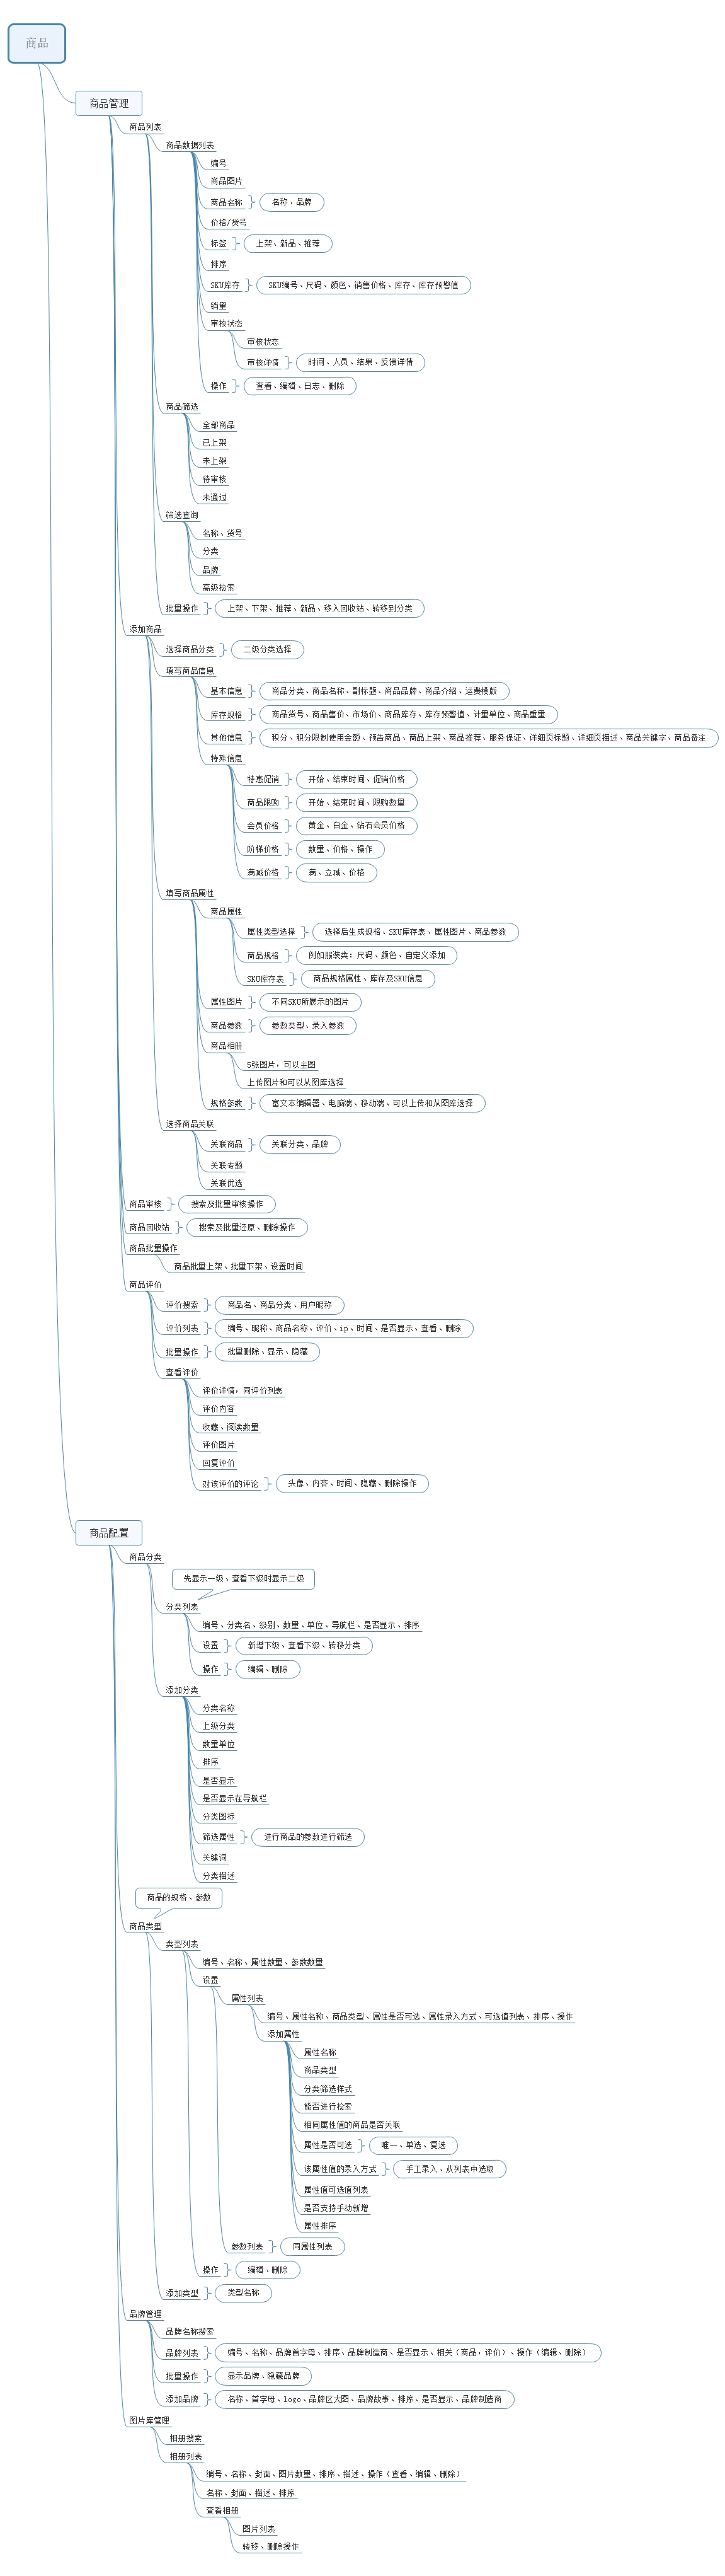 商品
商品管理
商品列表
商品数据列表
编号
商品图片
商品名称
名称、品牌
价格/货号
标签
上架、新品、推荐
排序
SKU库存
SKU编号、尺码、颜色、销售价格、库存、库存预警值
销量
审核状态
审核状态
审核详情
时间、人员、结果、反馈详情
操作
查看、编辑、日志、删除
商品筛选
全部商品
已上架
未上架
待审核
未通过
筛选查询
名称、货号
分类
品牌
高级检索
批量操作
上架、下架、推荐、新品、移入回收站、转移到分类
添加商品
选择商品分类
二级分类选择
填写商品信息
基本信息
商品分类、商品名称、副标题、商品品牌、商品介绍、运费模版
库存规格
商品货号、商品售价、市场价、商品库存、库存预警值、计量单位、商品重量
其他信息
积分、积分限制使用金额、预告商品、商品上架、商品推荐、服务保证、详细页标题、详细页描述、商品关键字、商品备注
特殊信息
特惠促销
开始、结束时间、促销价格
商品限购
开始、结束时间、限购数量
会员价格
黄金、白金、钻石会员价格
阶梯价格
数量、价格、操作
满减价格
满、立减、价格
填写商品属性
商品属性
属性类型选择
选择后生成规格、SKU库存表、属性图片、商品参数
商品规格
例如服装类：尺码、颜色、自定义添加
SKU库存表
商品规格属性、库存及SKU信息
属性图片
不同SKU所展示的图片
商品参数
参数类型、录入参数
商品相册
5张图片，可以主图
上传图片和可以从图库选择
规格参数
富文本编辑器、电脑端、移动端、可以上传和从图库选择
选择商品关联
关联商品
关联分类、品牌
关联专题
关联优选
商品审核
搜索及批量审核操作
商品回收站
搜索及批量还原、删除操作
商品批量操作
商品批量上架、批量下架、设置时间
商品评价
评价搜索
商品名、商品分类、用户昵称
评价列表
编号、昵称、商品名称、评价、ip、时间、是否显示、查看、删除
批量操作
批量删除、显示、隐藏
查看评价
评价详情，同评价列表
评价内容
收藏、阅读数量
评价图片
回复评价
对该评价的评论
头像、内容、时间、隐藏、删除操作
商品配置
商品分类
先显示一级、查看下级时显示二级
分类列表
编号、分类名、级别、数量、单位、导航栏、是否显示、排序
设置
新增下级、查看下级、转移分类
操作
编辑、删除
添加分类
分类名称
上级分类
数量单位
排序
是否显示
是否显示在导航栏
分类图标
筛选属性
进行商品的参数进行筛选
关键词
分类描述
商品的规格、参数
商品类型
类型列表
编号、名称、属性数量、参数数量
设置
属性列表
编号、属性名称、商品类型、属性是否可选、属性录入方式、可选值列表、排序、操作
添加属性
属性名称
商品类型
分类筛选样式
能否进行检索
相同属性值的商品是否关联
属性是否可选
唯一、单选、复选
该属性值的录入方式
手工录入、从列表中选取
属性值可选值列表
是否支持手动新增
属性排序
参数列表
同属性列表
操作
编辑、删除
添加类型
类型名称
品牌管理
品牌名称搜索
品牌列表
编号、名称、品牌首字母、排序、品牌制造商、是否显示、相关（商品，评价）、操作（编辑、删除）
批量操作
显示品牌、隐藏品牌
添加品牌
名称、首字母、logo、品牌区大图、品牌故事、排序、是否显示、品牌制造商
图片库管理
相册搜索
相册列表
编号、名称、封面、图片数量、排序、描述、操作（查看、编辑、删除）
名称、封面、描述、排序
查看相册
图片列表
转移、删除操作